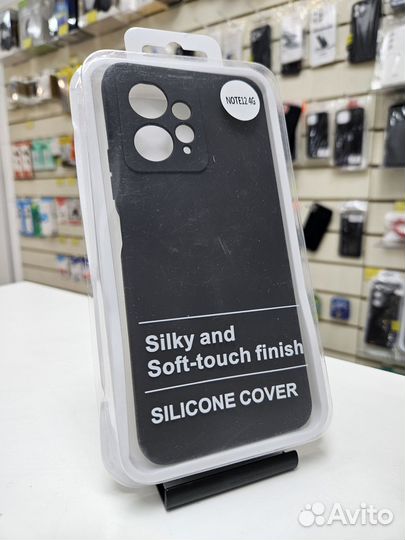 NOTE12 4G
Silky and
Soft-touch finish
SILICONE COVER
Avito